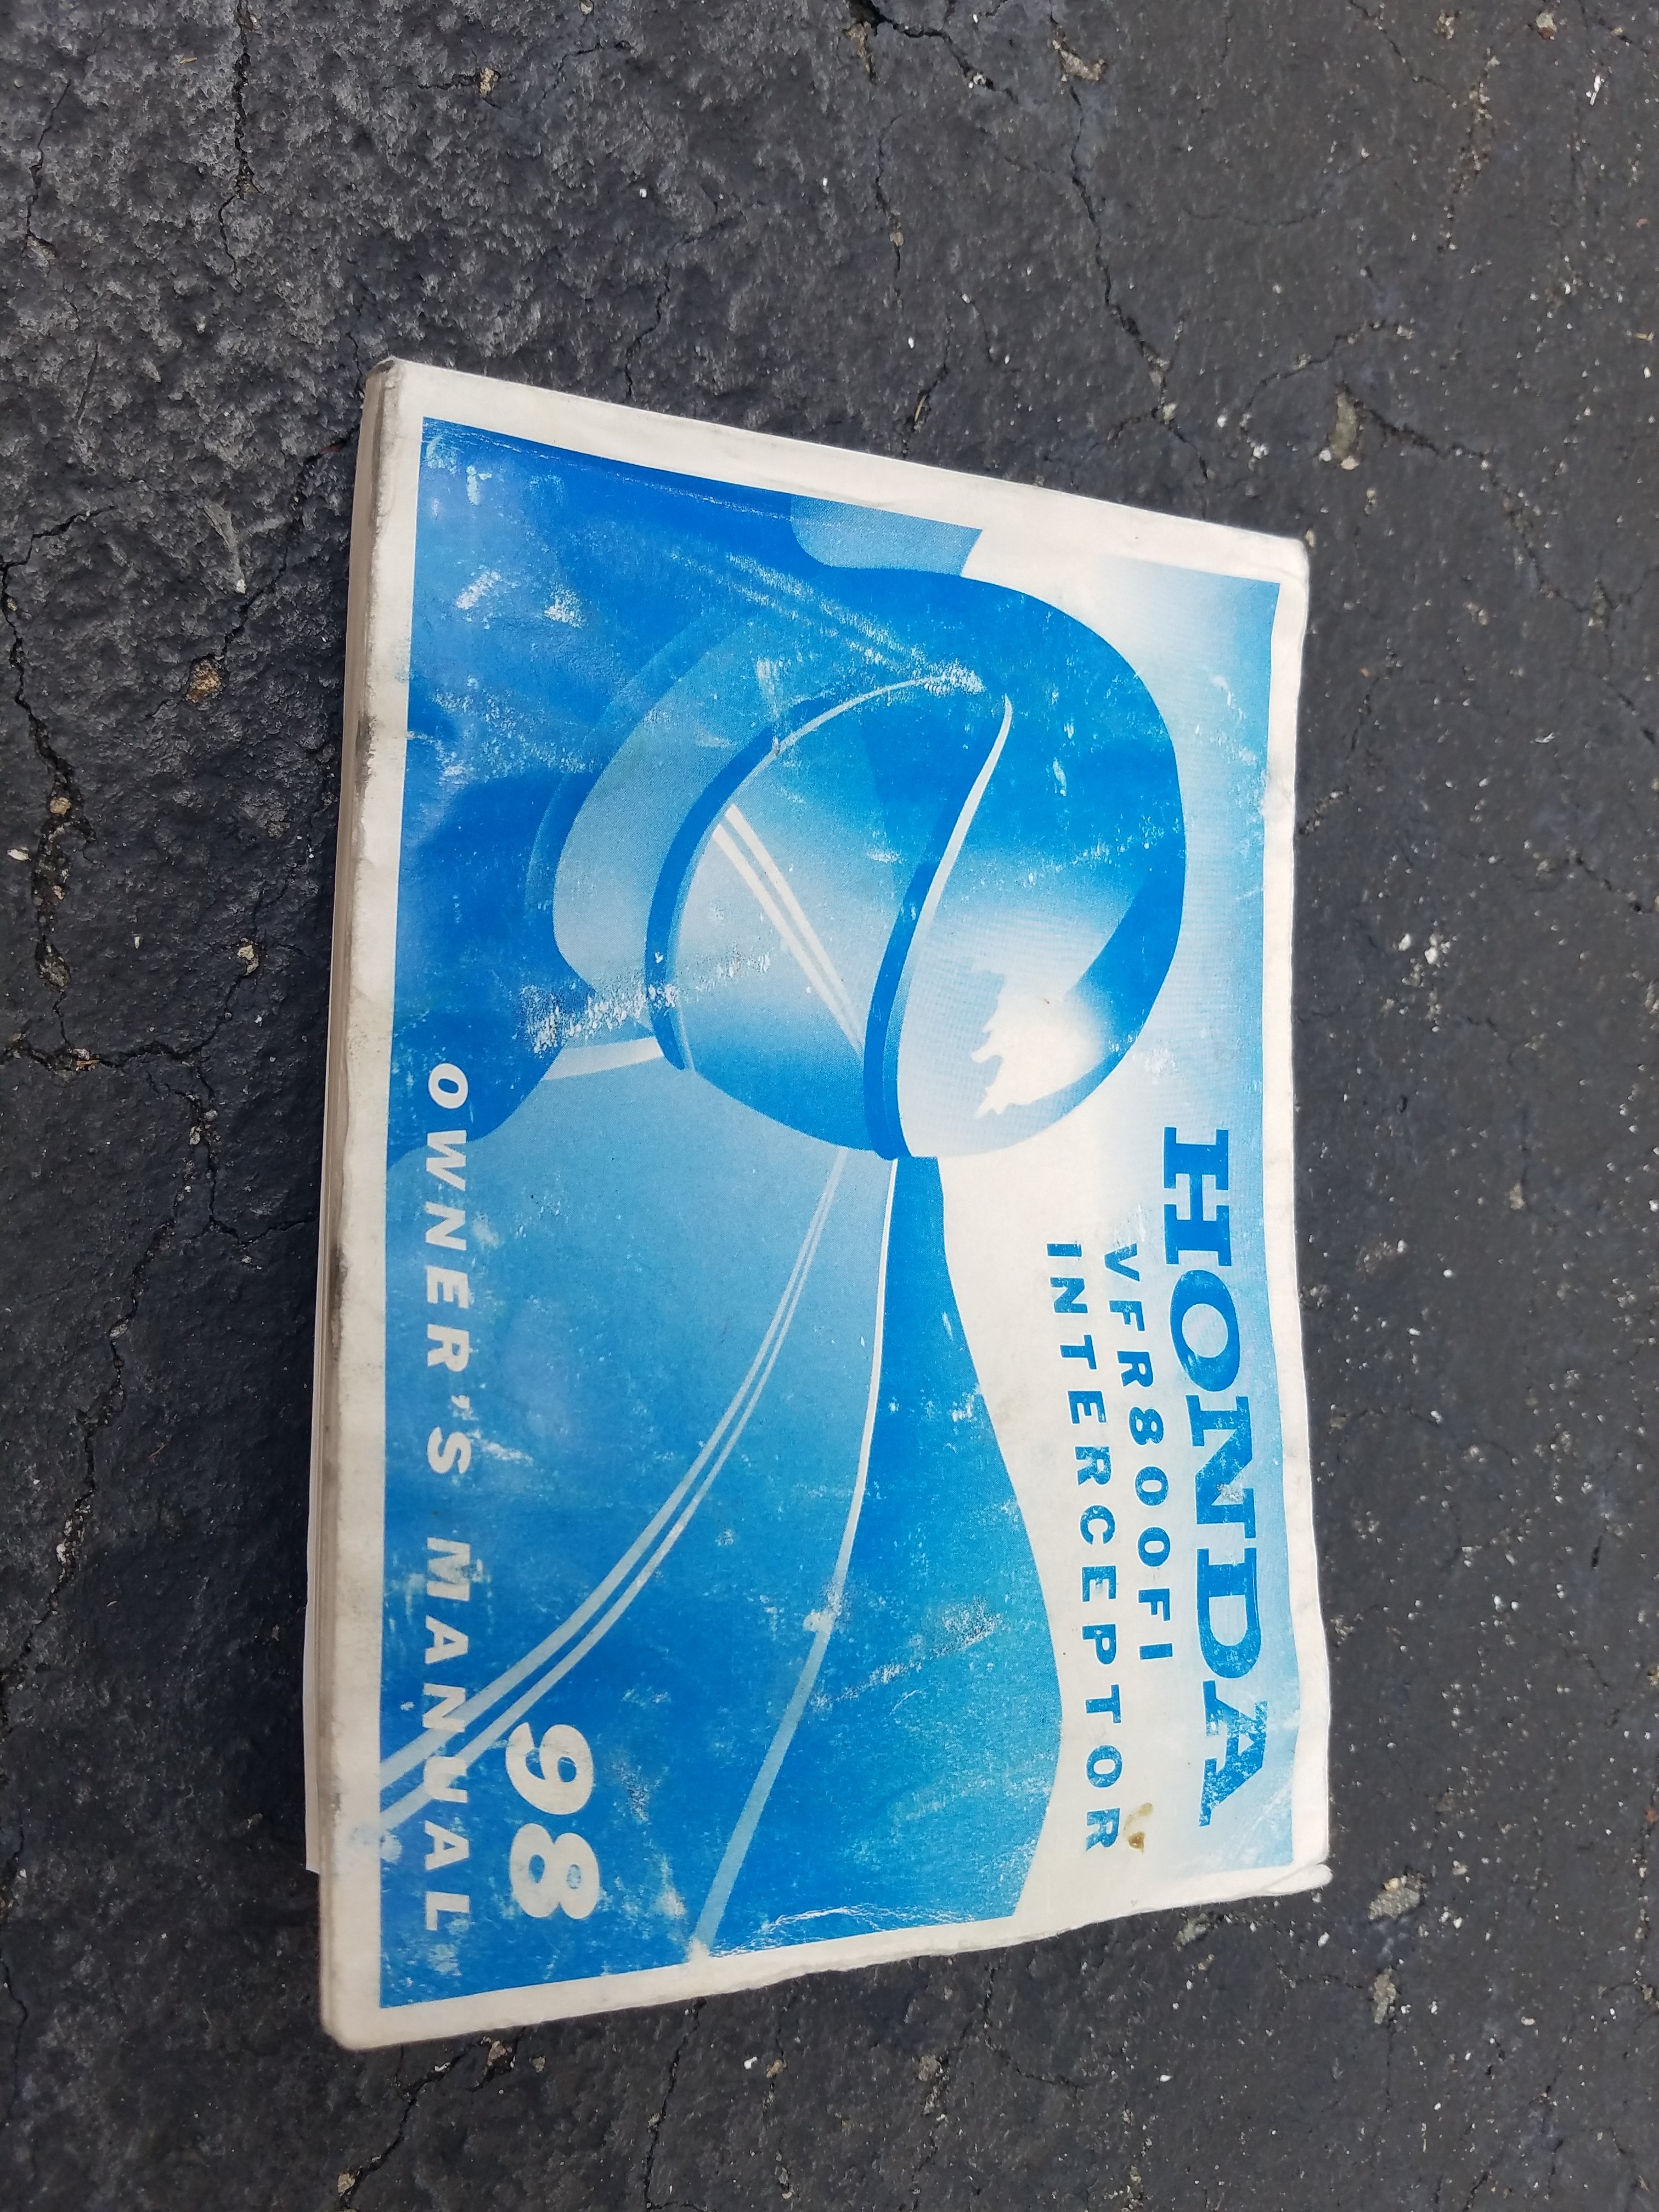 HONDA
VFR800FI
INTERCEPTOR
98
OWNER'S MANUAL